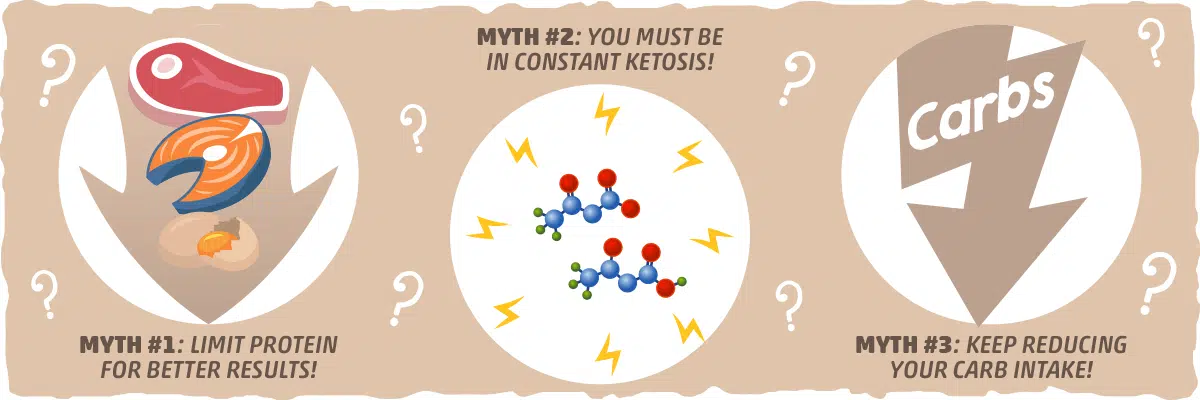 MYTH #1: LIMIT PROTEIN
FOR BETTER RESULTS!
MYTH #2: YOU MUST BE
IN CONSTANT KETOSIS!
Carbs
MYTH #3: KEEP REDUCING
YOUR CARB INTAKE!